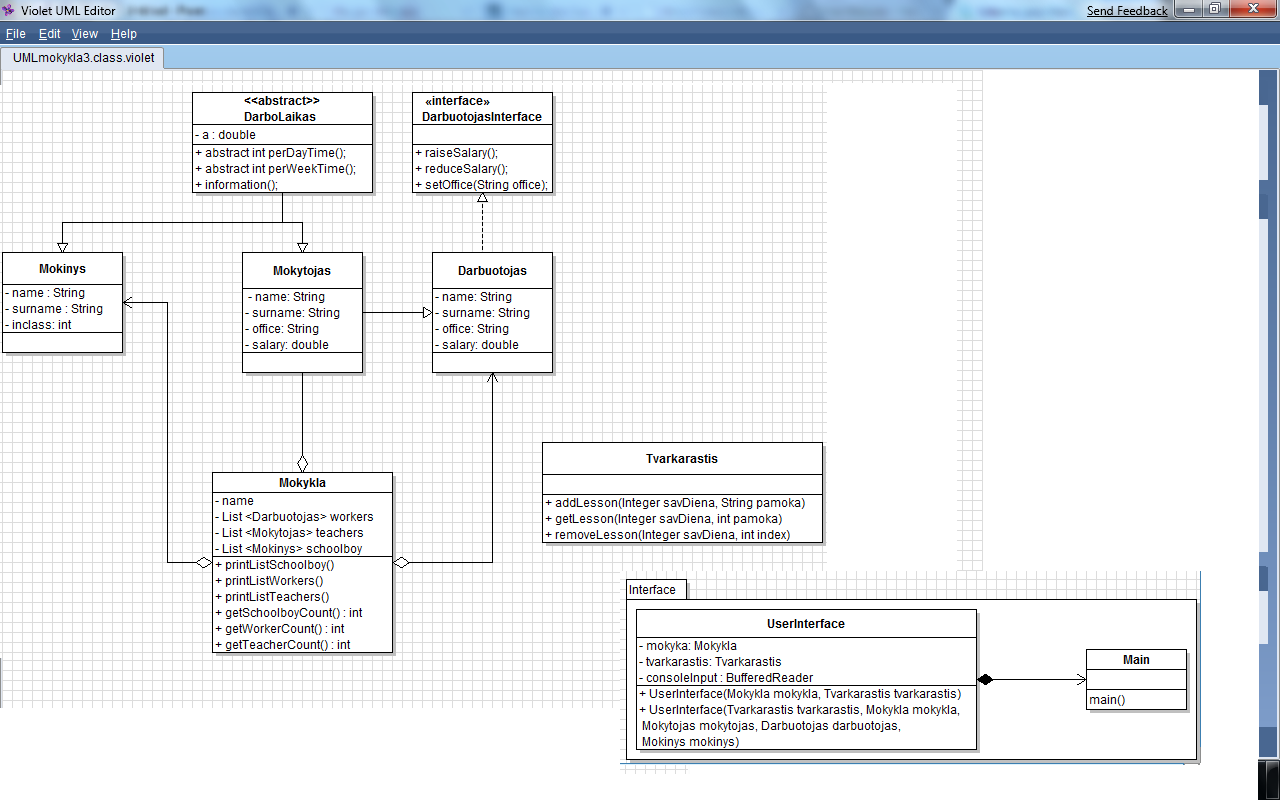 Violet UML Editor
Send Feedback
File Edit View Help
UMLmokykla3.class.violet
<<abstract>>
DarboLaikas
- a : double
+ abstract int perDayTime();
+ abstract int perWeekTime();
+ information();
«interface»
DarbuotojasInterface
+ raiseSalary();
+ reduceSalary();
+ setOffice(String office);
Mokinys
- name : String
- surname : String
- inclass: int
Mokytojas
- name: String
- surname: String
- office: String
- salary: double
Darbuotojas
- name: String
- surname: String
- office: String
- salary: double
Mokykla
- name
- List <Darbuotojas> workers
- List <Mokytojas> teachers
- List <Mokinys> schoolboy
+ printListSchoolboy()
+ printListWorkers()
+ printListTeachers()
+ getSchoolboyCount() : int
+ getWorkerCount() : int
+ getTeacherCount() : int
Tvarkarastis
+ addLesson(Integer savDiena, String pamoka)
+ getLesson(Integer savDiena, int pamoka)
+ removeLesson(Integer savDiena, int index)
Interface
UserInterface
- mokyka: Mokykla
- tvarkarastis: Tvarkarastis
- consoleInput : BufferedReader
+ UserInterface(Mokykla mokykla, Tvarkarastis tvarkarastis)
+ UserInterface(Tvarkarastis tvarkarastis, Mokykla mokykla,
Mokytojas mokytojas, Darbuotojas darbuotojas,
Mokinys mokinys)
Main
main()